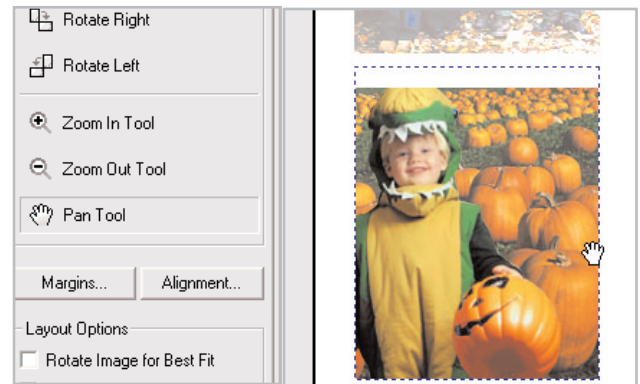 Rotate Right
Rotate Left
Zoom In Tool
Zoom Out Tool
Pan Tool
Margins... Alignment...
Layout Options
Rotate Image for Best Fit